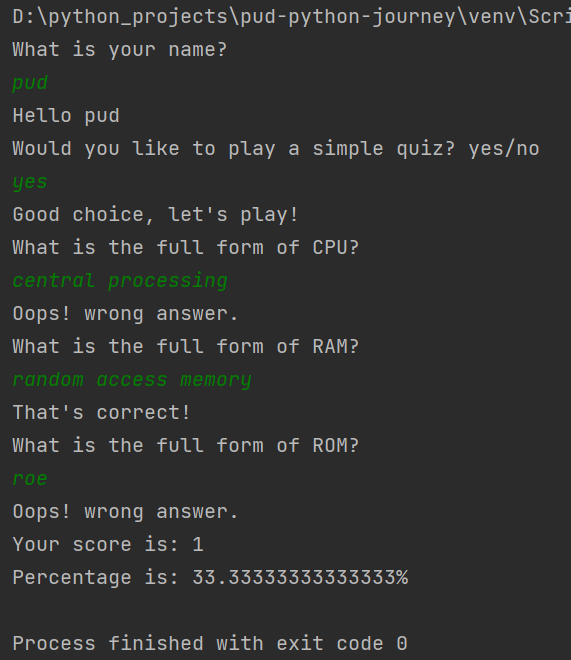 D:\python_projects\pud-python-journey\venv\Scri
What is your name?
pud
Hello pud
Would you like to play a simple quiz? yes/no
yes
Good choice, let's play!
What is the full form of CPU?
central processing
Oops! wrong answer.
What is the full form of RAM?
random access memory
That's correct!
What is the full form of ROM?
roe
Oops! wrong answer.
Your score is: 1
Percentage is: 33.33333333333333%
Process finished with exit code 0